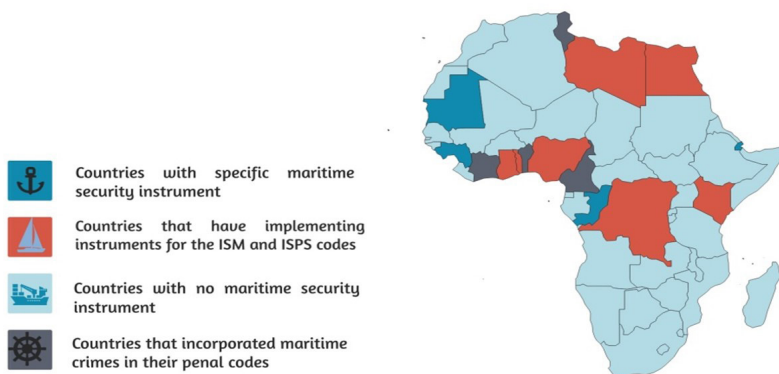 Countries with specific maritime
security instrument
Countries that have implementing
instruments for the ISM and ISPS codes
Countries with no maritime security
instrument
Countries that incorporated maritime
crimes in their penal codes